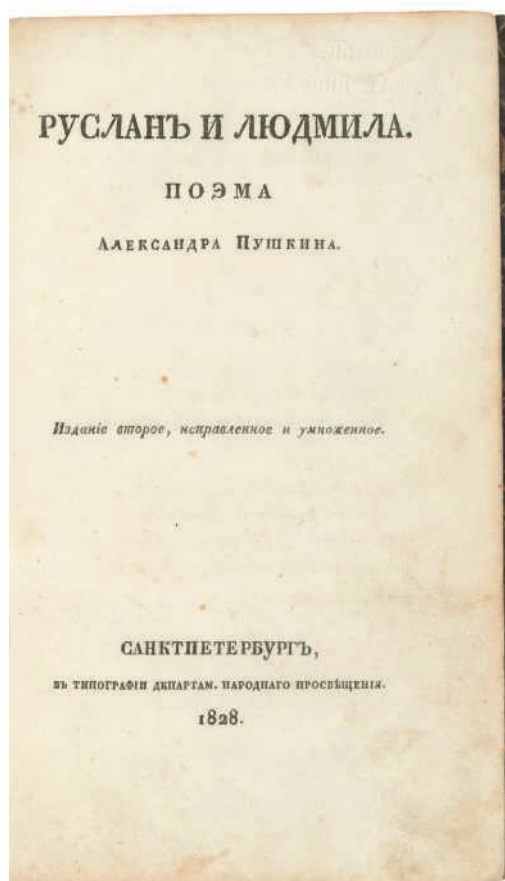 РУСЛАНЪ И ЛЮДМИЛА.
ПОЭМА
АЛЕКСАНДРА ПУШКИНА.
Изданіе второе, исправленное и умноженное.
САНКТПЕТЕРБУРГЪ,
ВЪ ТИПОГРАФІИ ДЕПАРТАМ. НАРОДНАГО ПРОСВѢЩЕНІЯ.
1828.